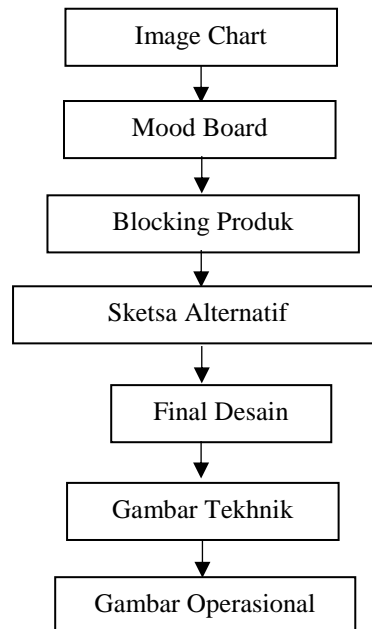 Image Chart
Mood Board
Blocking Produk
Sketsa Alternatif
Final Desain
Gambar Tekhnik
Gambar Operasional